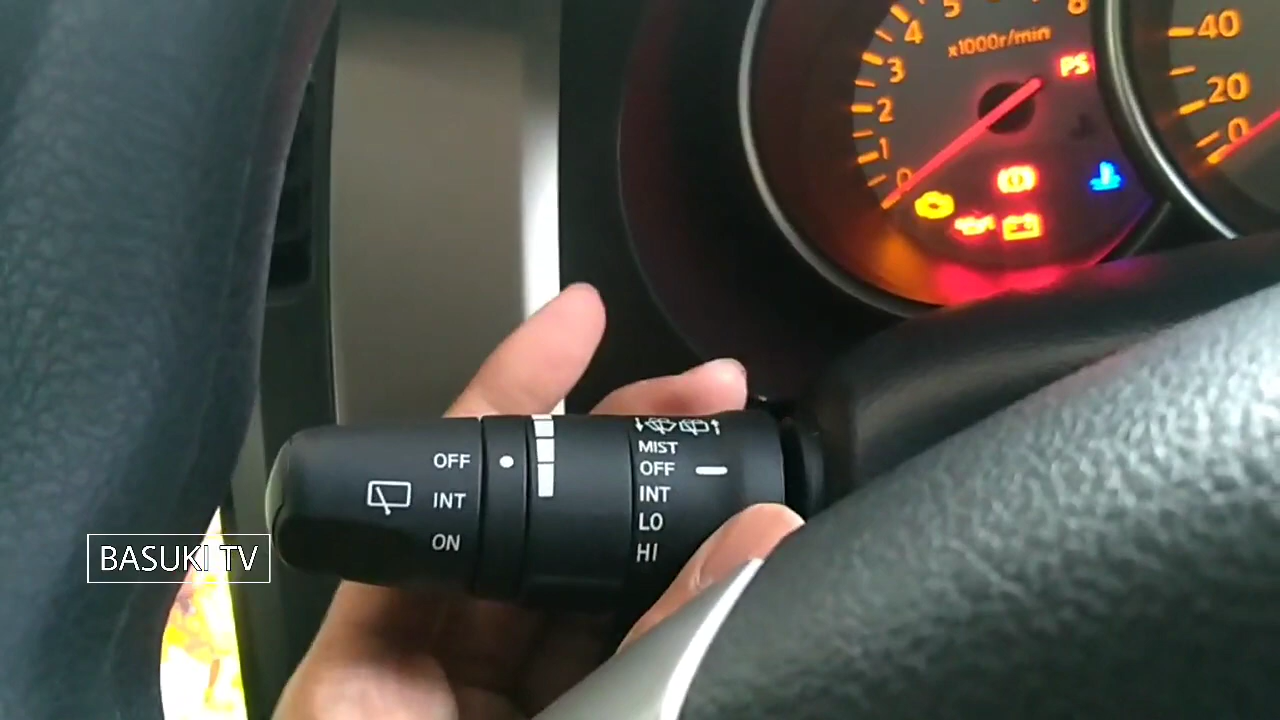 5
8
4
x1000r/min
3
PS
2
1
0
40
20
0
MIST
OFF
INT
LO
HI
OFF
INT
ON
BASUKI TV